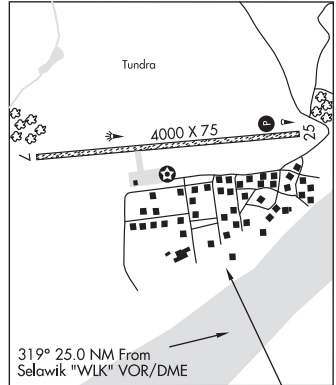 Tundra
4000 X 75
P
25
7
319° 25.0 NM From
Selawik "WLK" VOR/DME